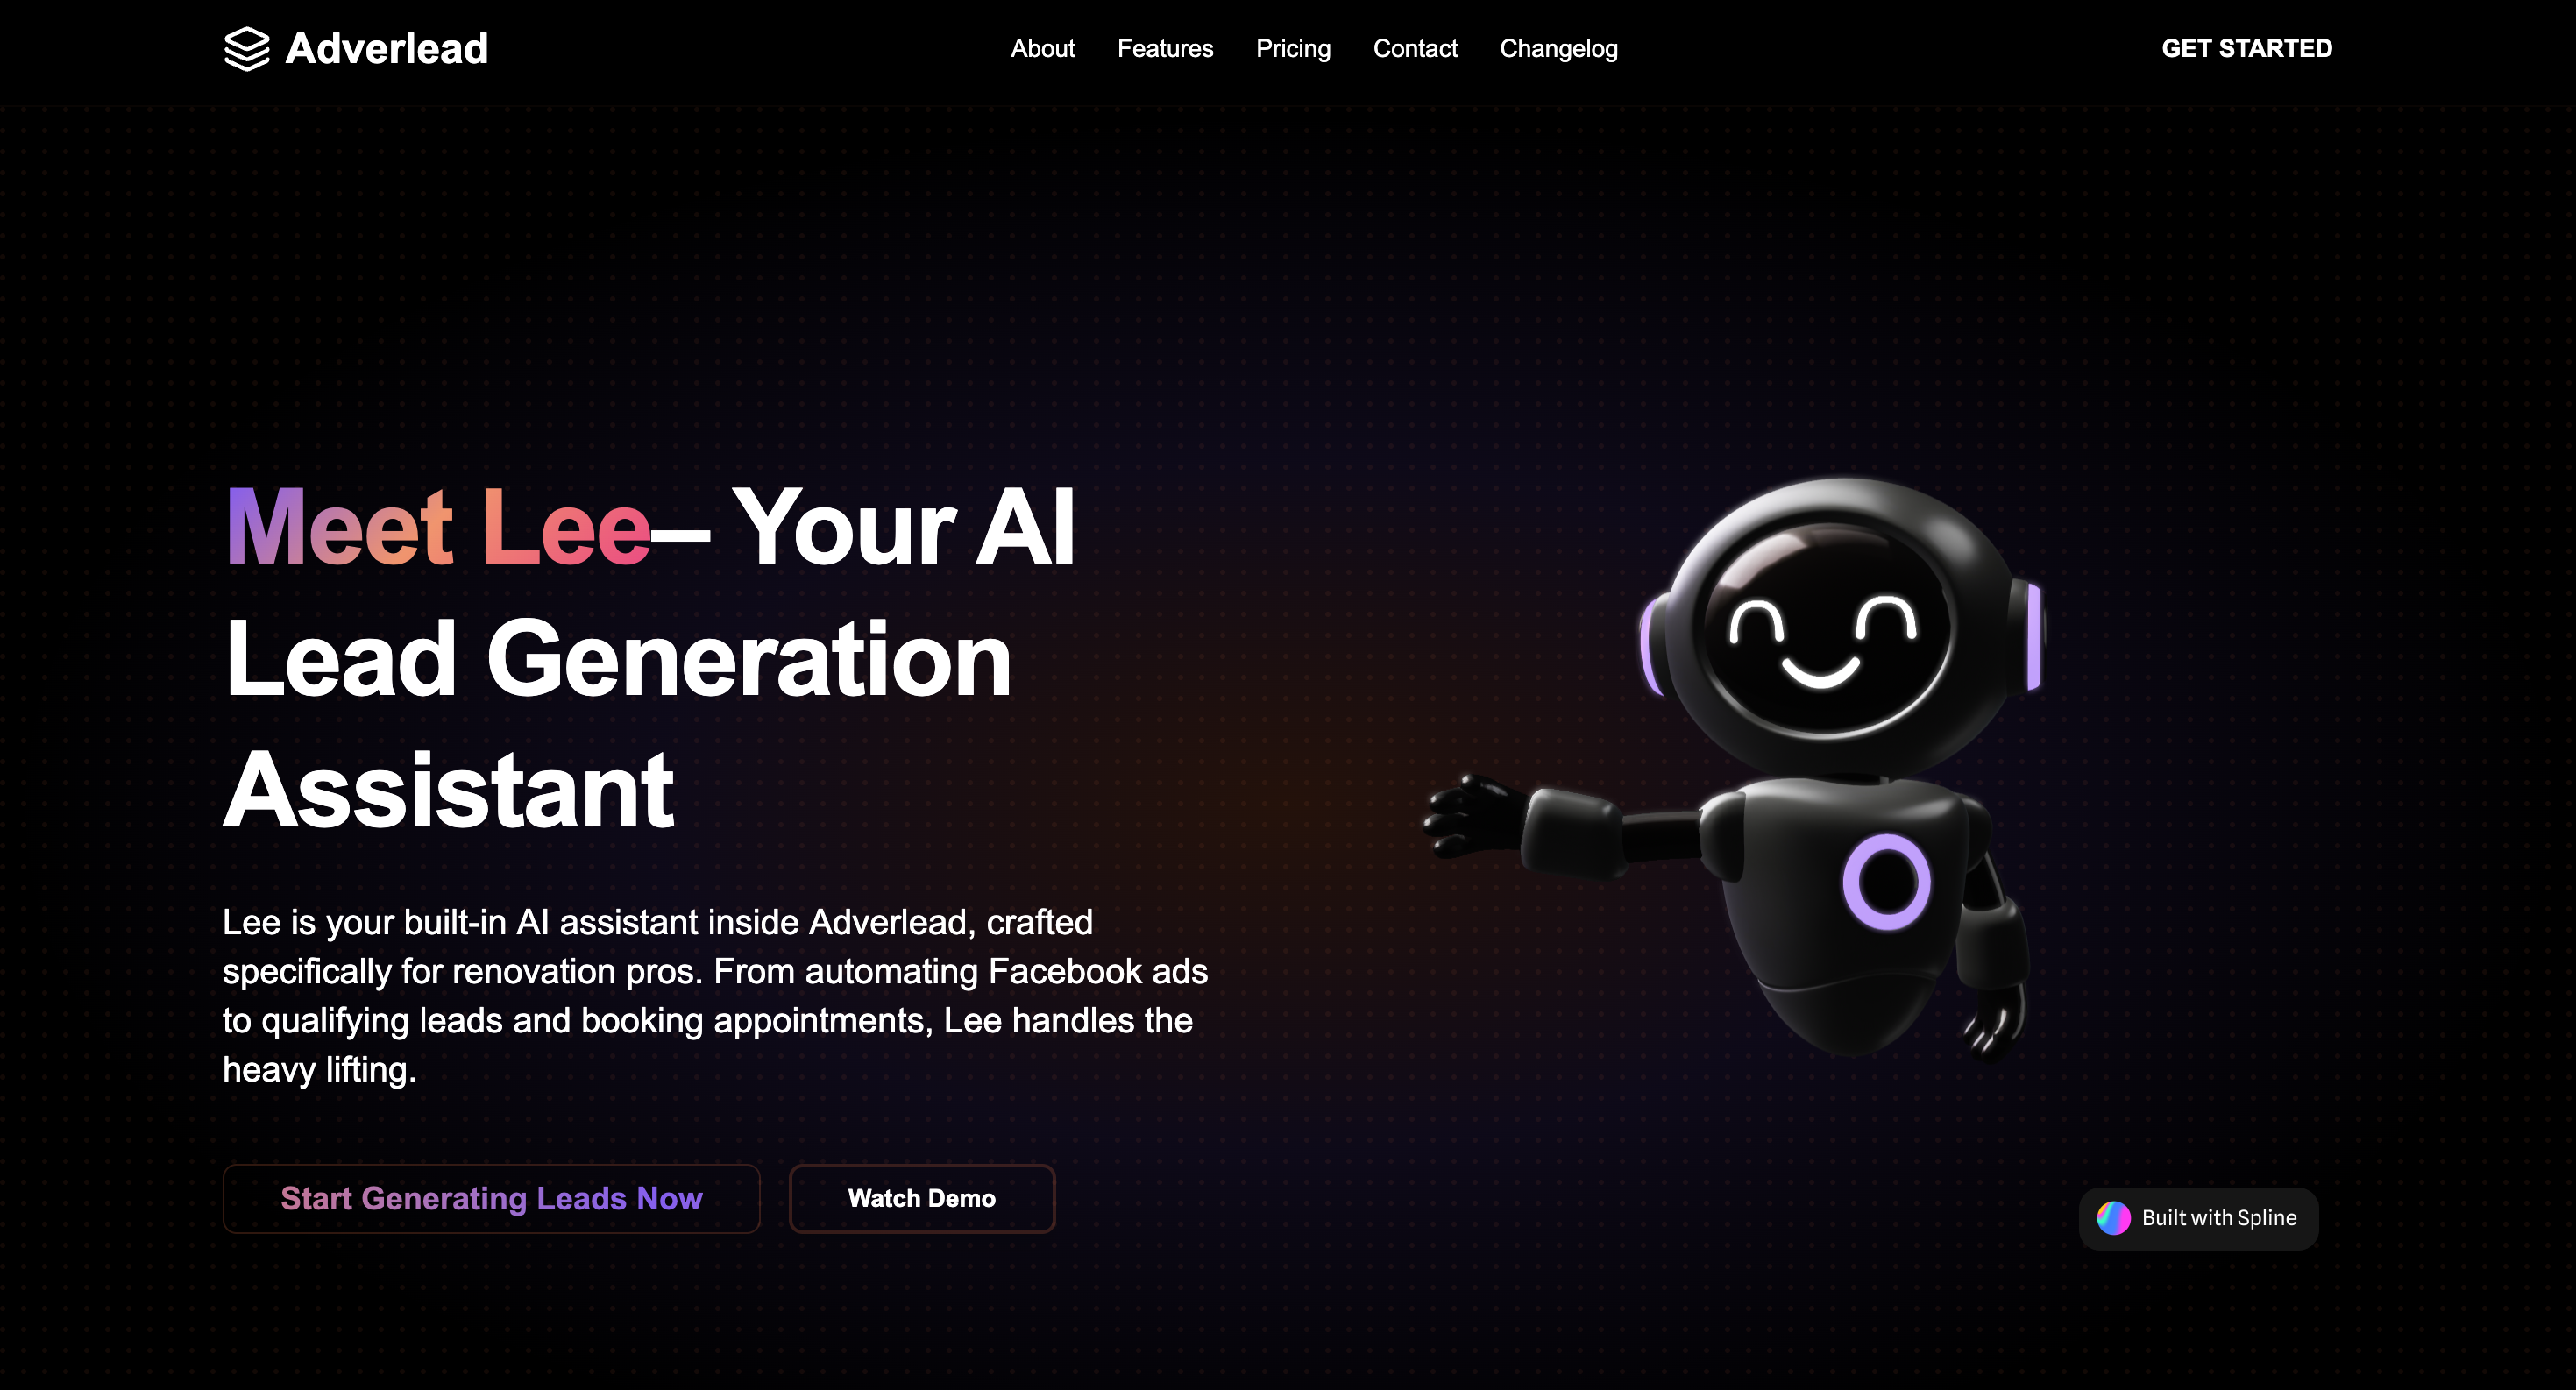 Adverlead
About Features Pricing Contact Changelog
GET STARTED
Meet Lee– Your AI
Lead Generation
Assistant
Lee is your built-in AI assistant inside Adverlead, crafted
specifically for renovation pros. From automating Facebook ads
to qualifying leads and booking appointments, Lee handles the
heavy lifting.
Start Generating Leads Now
Watch Demo
Built with Spline